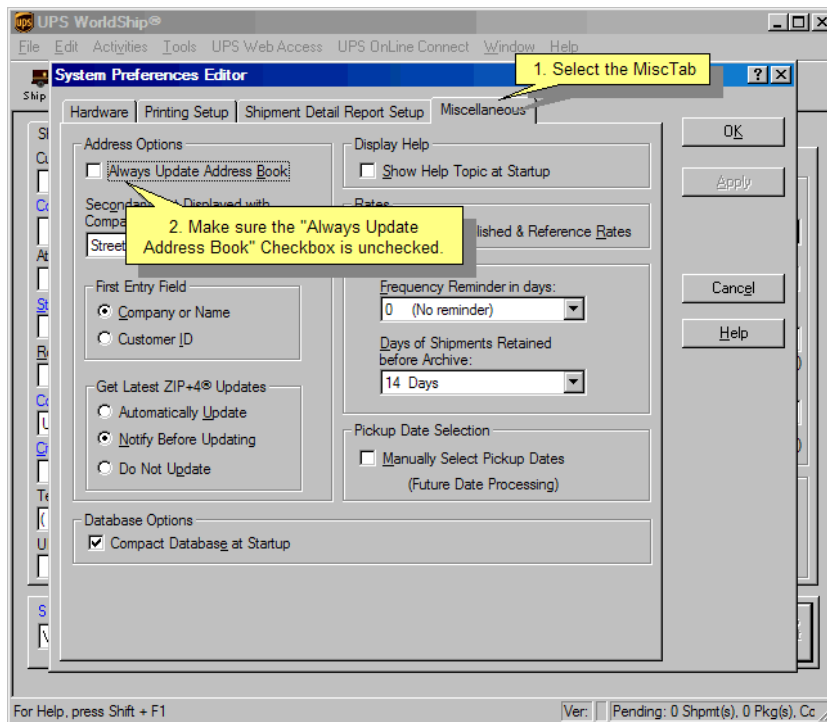 UPS WorldShip®
File Edit Activities Tools UPS Web Access UPS OnLine Connect Window Help
Ship
System Preferences Editor
1. Select the MiscTab
Hardware
Printing Setup
Shipment Detail Report Setup
Miscellaneous
Address Options
Always Update Address Book
2. Make sure the "Always Update
Address Book" Checkbox is unchecked.
Street
First Entry Field
Company or Name
Customer ID
Get Latest ZIP+4® Updates
Automatically Update
Notify Before Updating
Do Not Update
Display Help
Show Help Topic at Startup
Rates
& Reference Rates
Frequency Reminder in days:
0 (No reminder)
Days of Shipments Retained
before Archive:
14 Days
Pickup Date Selection
Manually Select Pickup Dates
(Future Date Processing)
Database Options
Compact Database at Startup
OK
Apply
Cancel
Help
For Help, press Shift + F1
Ver:
Pending: 0 Shpmt(s), 0 Pkg(s), Cc